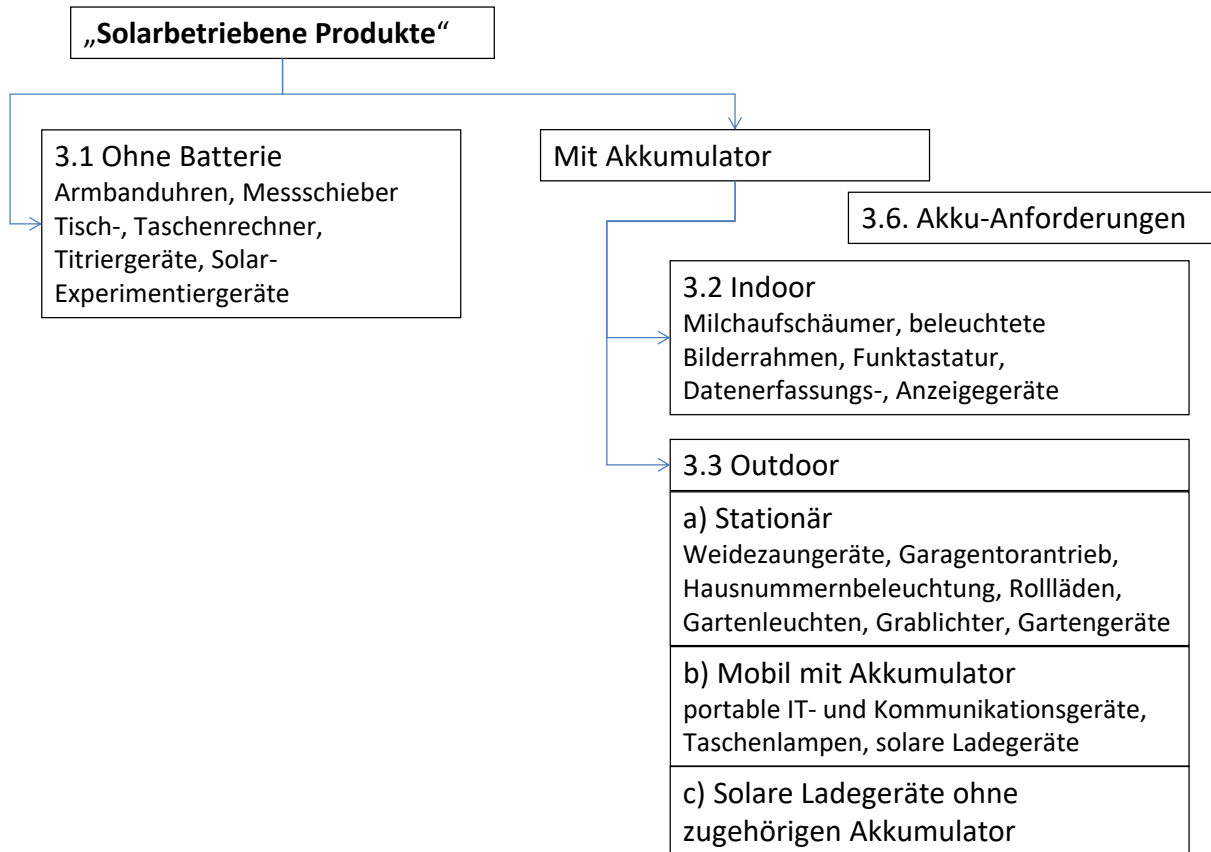 „Solarbetriebene Produkte“
3.1 Ohne Batterie
Armbanduhren, Messschieber
Tisch-, Taschenrechner,
Titriergeräte, Solar-
Experimentiergeräte
Mit Akkumulator
3.6. Akku-Anforderungen
3.2 Indoor
Milchaufschäumer, beleuchtete
Bilderrahmen, Funktastatur,
Datenerfassungs-, Anzeigegeräte
3.3 Outdoor
a) Stationär
Weidezaungeräte, Garagentorantrieb,
Hausnummernbeleuchtung, Rollläden,
Gartenleuchten, Grablichter, Gartengeräte
b) Mobil mit Akkumulator
portable IT- und Kommunikationsgeräte,
Taschenlampen, solare Ladegeräte
c) Solare Ladegeräte ohne
zugehörigen Akkumulator